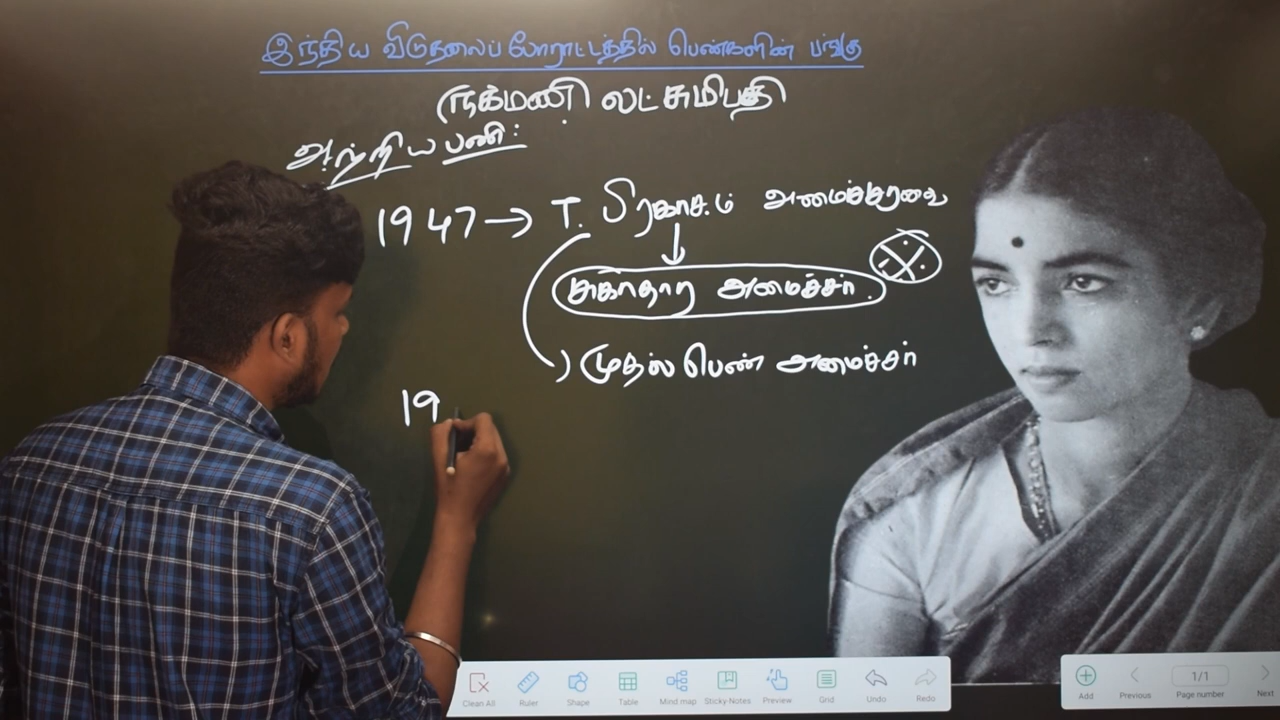 இந்திய விடுதலைப் போராட்டத்தில் பெண்களின் பங்கு
ருக்மணி லட்சுமிபதி
அந்நிய பணி:
1947 → T. பிரகாசம் அமைச்சரவை
சுகாதார அமைச்சர்.
முதல் பெண் அமைச்சர்
19
Clean All Ruler Shape Table Mind map Sticky Notes Preview Grid Undo Redo
Add Previous 1/1 Page number Next